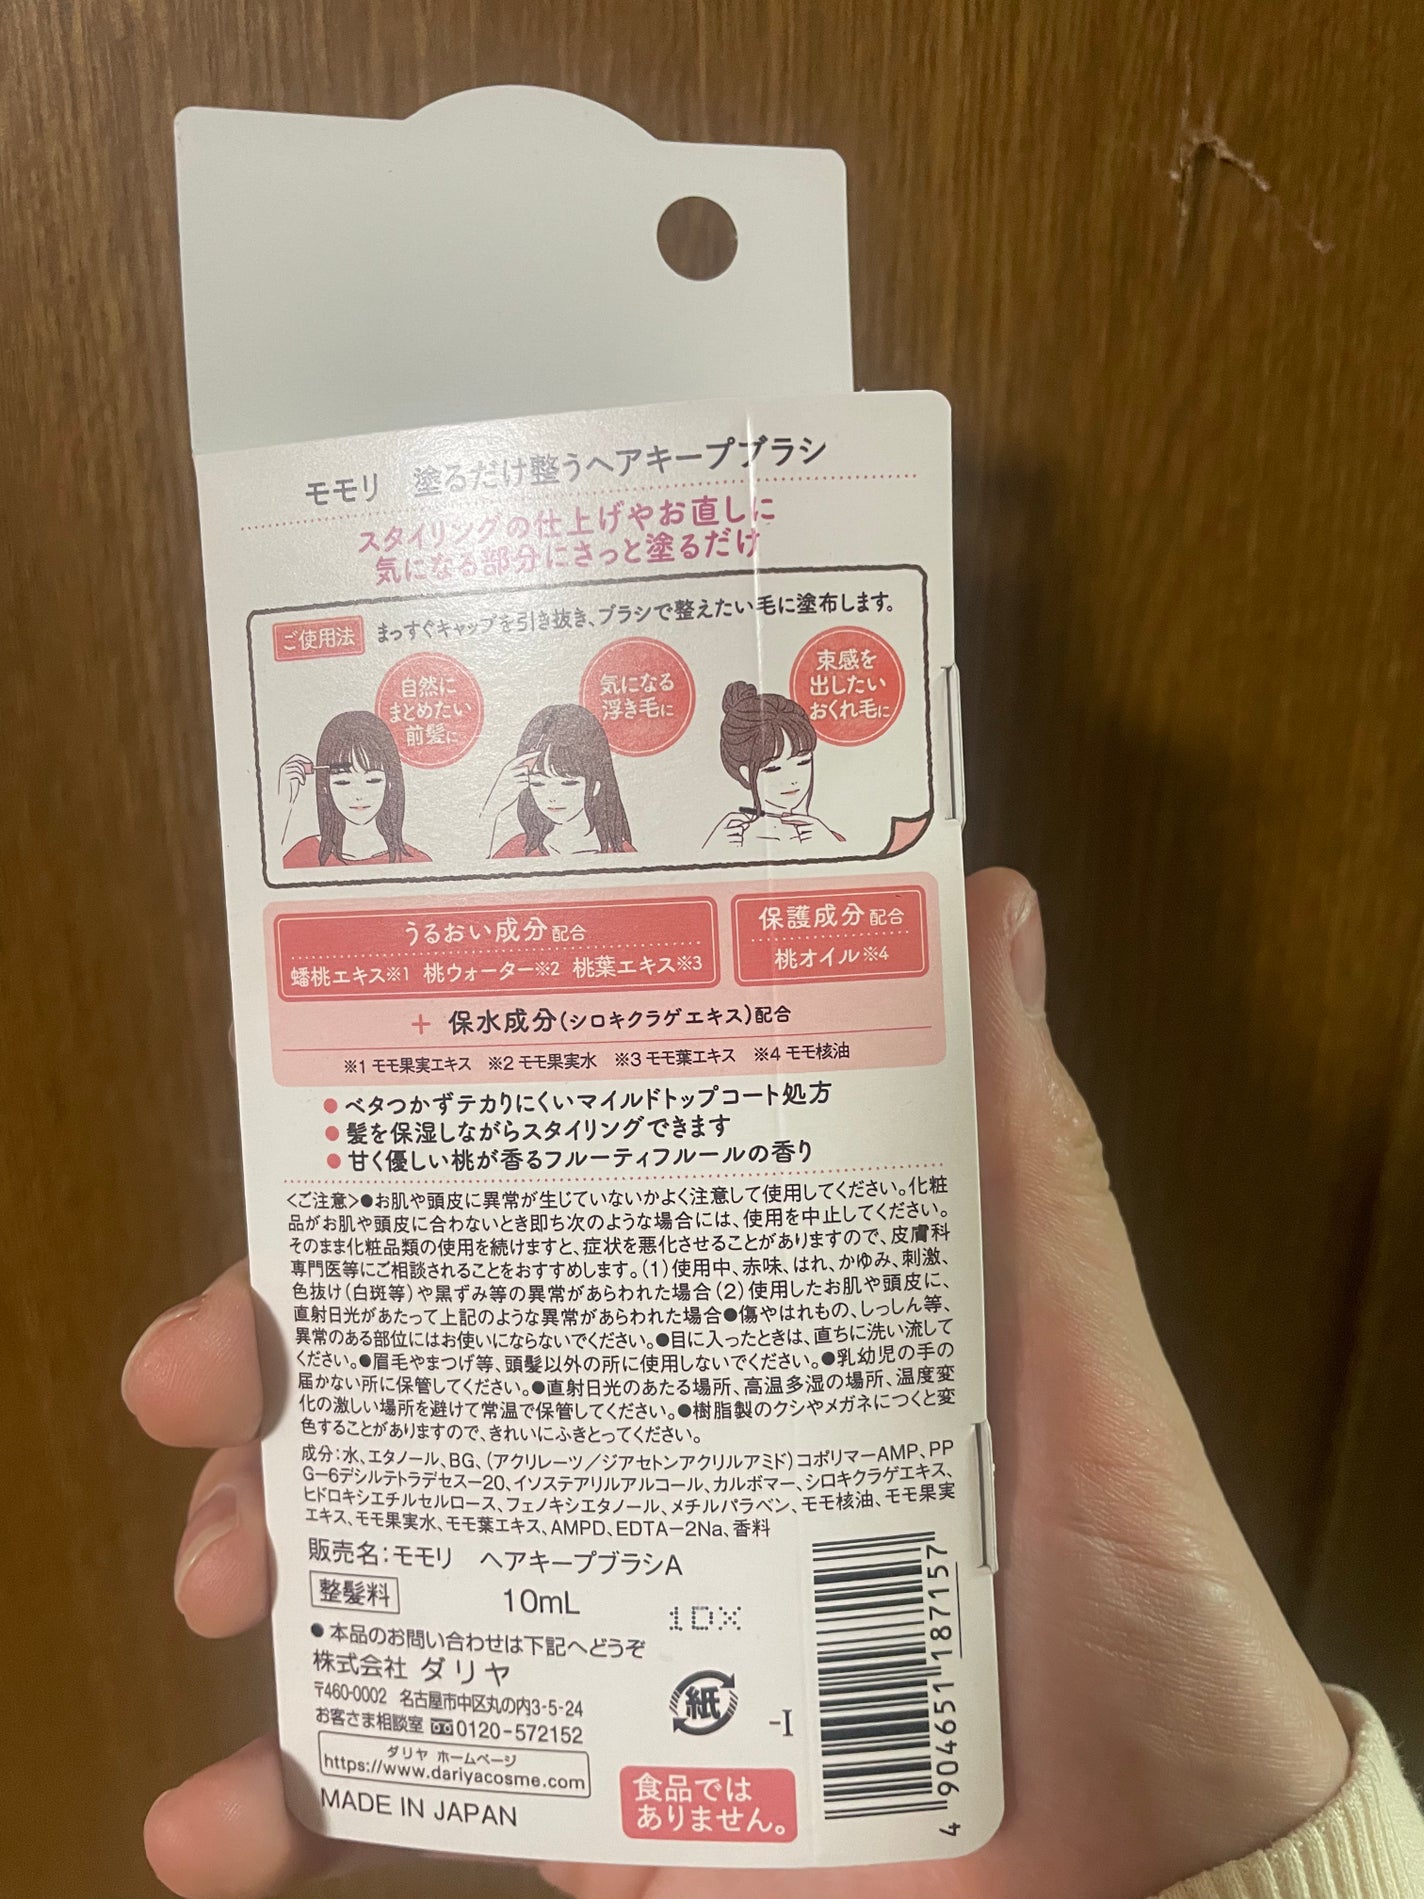 モモリ 塗るだけ整うヘアキープブラシ
スタイリングの仕上げやお直しに
気になる部分にさっと塗るだけ
ご使用法 まっすぐキャップを引き抜き、ブラシで整えたい毛に塗布します。
自然に
まとめたい
前髪に
気になる
浮き毛に
束感を
出したい
おくれ毛に
うるおい成分配合
蟠桃エキス※1 桃ウォーター※2 桃葉エキス※3
保護成分配合
桃オイル※4
+ 保水成分(シロキクラゲエキス)配合
※1 モモ果実エキス ※2 モモ果実水 ※3 モモ葉エキス ※4 モモ核油
●ベタつかずテカりにくいマイルドトップコート処方
●髪を保湿しながらスタイリングできます
●甘く優しい桃が香るフルーティフルールの香り
<ご注意>●お肌や頭皮に異常が生じていないかよく注意して使用してください。化粧
品がお肌や頭皮に合わないとき即ち次のような場合には、使用を中止してください。
そのまま化粧品類の使用を続けますと、症状を悪化させることがありますので、皮膚科
専門医等にご相談されることをおすすめします。(1)使用中、赤味、はれ、かゆみ、刺激、
色抜け(白斑等)や黒ずみ等の異常があらわれた場合(2)使用したお肌や頭皮に、
直射日光があたって上記のような異常があらわれた場合●傷やはれもの、しっしん等、
異常のある部位にはお使いにならないでください。●目に入ったときは、直ちに洗い流して
ください。●眉毛やまつげ等、頭髪以外の所に使用しないでください。●乳幼児の手の
届かない所に保管してください。●直射日光のあたる場所、高温多湿の場所、温度変
化の激しい場所を避けて常温で保管してください。●樹脂製のクシやメガネにつくと変
色することがありますので、きれいにふきとってください。
成分:水、エタノール、BG、(アクリレーツ/ジアセトンアクリルアミド)コポリマーAMP、PP
G-6デシルテトラデセス-20、イソステアリルアルコール、カルボマー、シロキクラゲエキス、
ヒドロキシエチルセルロース、フェノキシエタノール、メチルパラベン、モモ核油、モモ果実
エキス、モモ果実水、モモ葉エキス、AMPD、EDTA-2Na、香料
販売名:モモリ ヘアキープブラシA
整髪料 10mL
1DX
●本品のお問い合わせは下記へどうぞ
株式会社 ダリヤ
〒460-0002 名古屋市中区丸の内3-5-24
お客さま相談室 0120-572152
ダリヤ ホームページ
https://www.dariyacosme.com
MADE IN JAPAN
紙
-I
食品では
ありません。
4 904651 187157